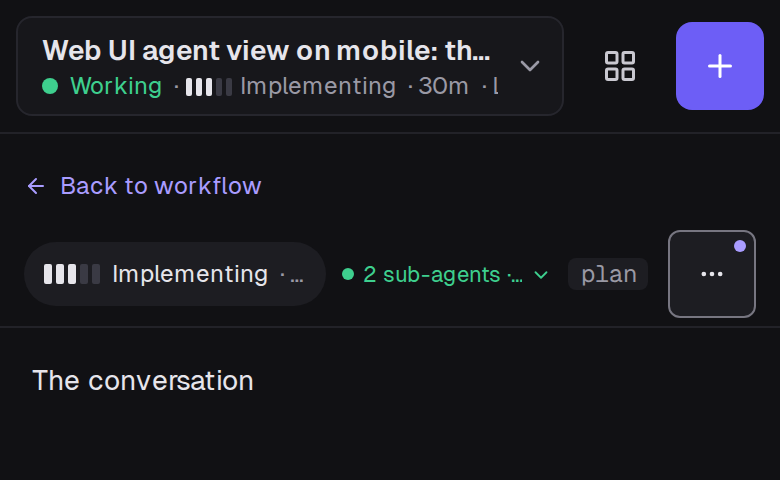 Web UI agent view on mobile: th…
Working · Implementing · 30m · L
Back to workflow
Implementing · …
2 sub-agents ·…
plan
The conversation